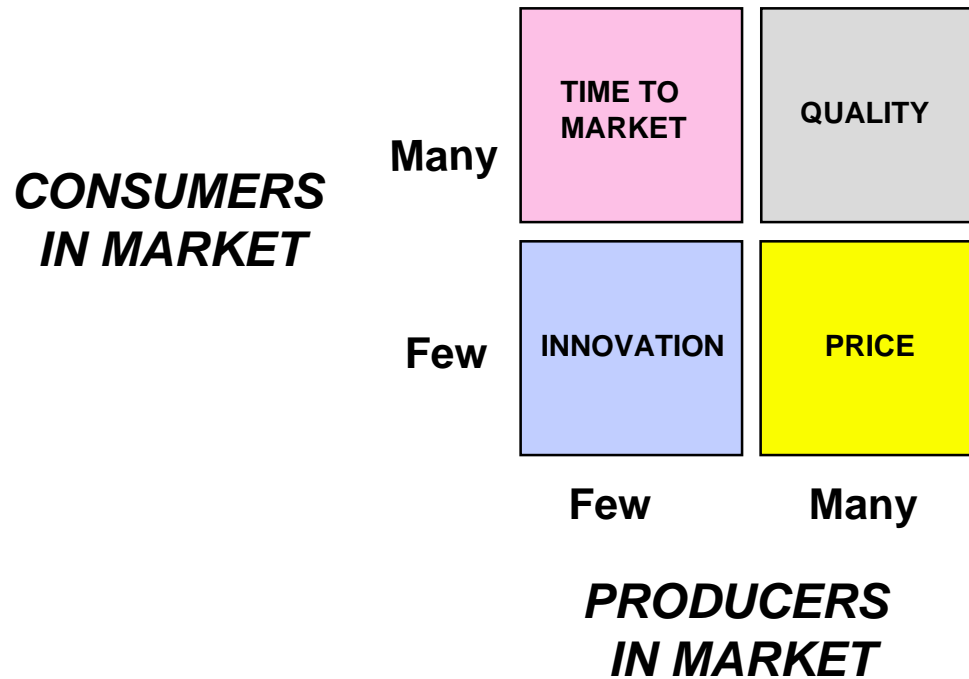 TIME TO
MARKET
QUALITY
Many
CONSUMERS
IN MARKET
Few
INNOVATION
PRICE
Few
Many
PRODUCERS
IN MARKET